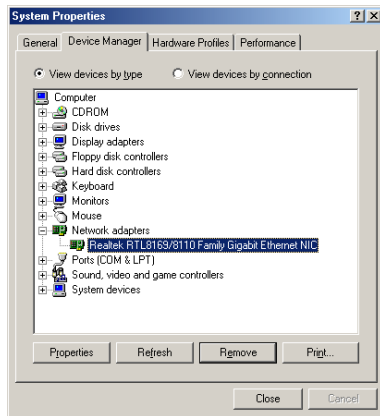 System Properties
? X
General Device Manager Hardware Profiles Performance
View devices by type View devices by connection
Computer
CDROM
Disk drives
Display adapters
Floppy disk controllers
Hard disk controllers
Keyboard
Monitors
Mouse
Network adapters
Realtek RTL8169/8110 Family Gigabit Ethernet NIC
Ports (COM & LPT)
Sound, video and game controllers
System devices
Properties Refresh Remove Print...
Close Cancel